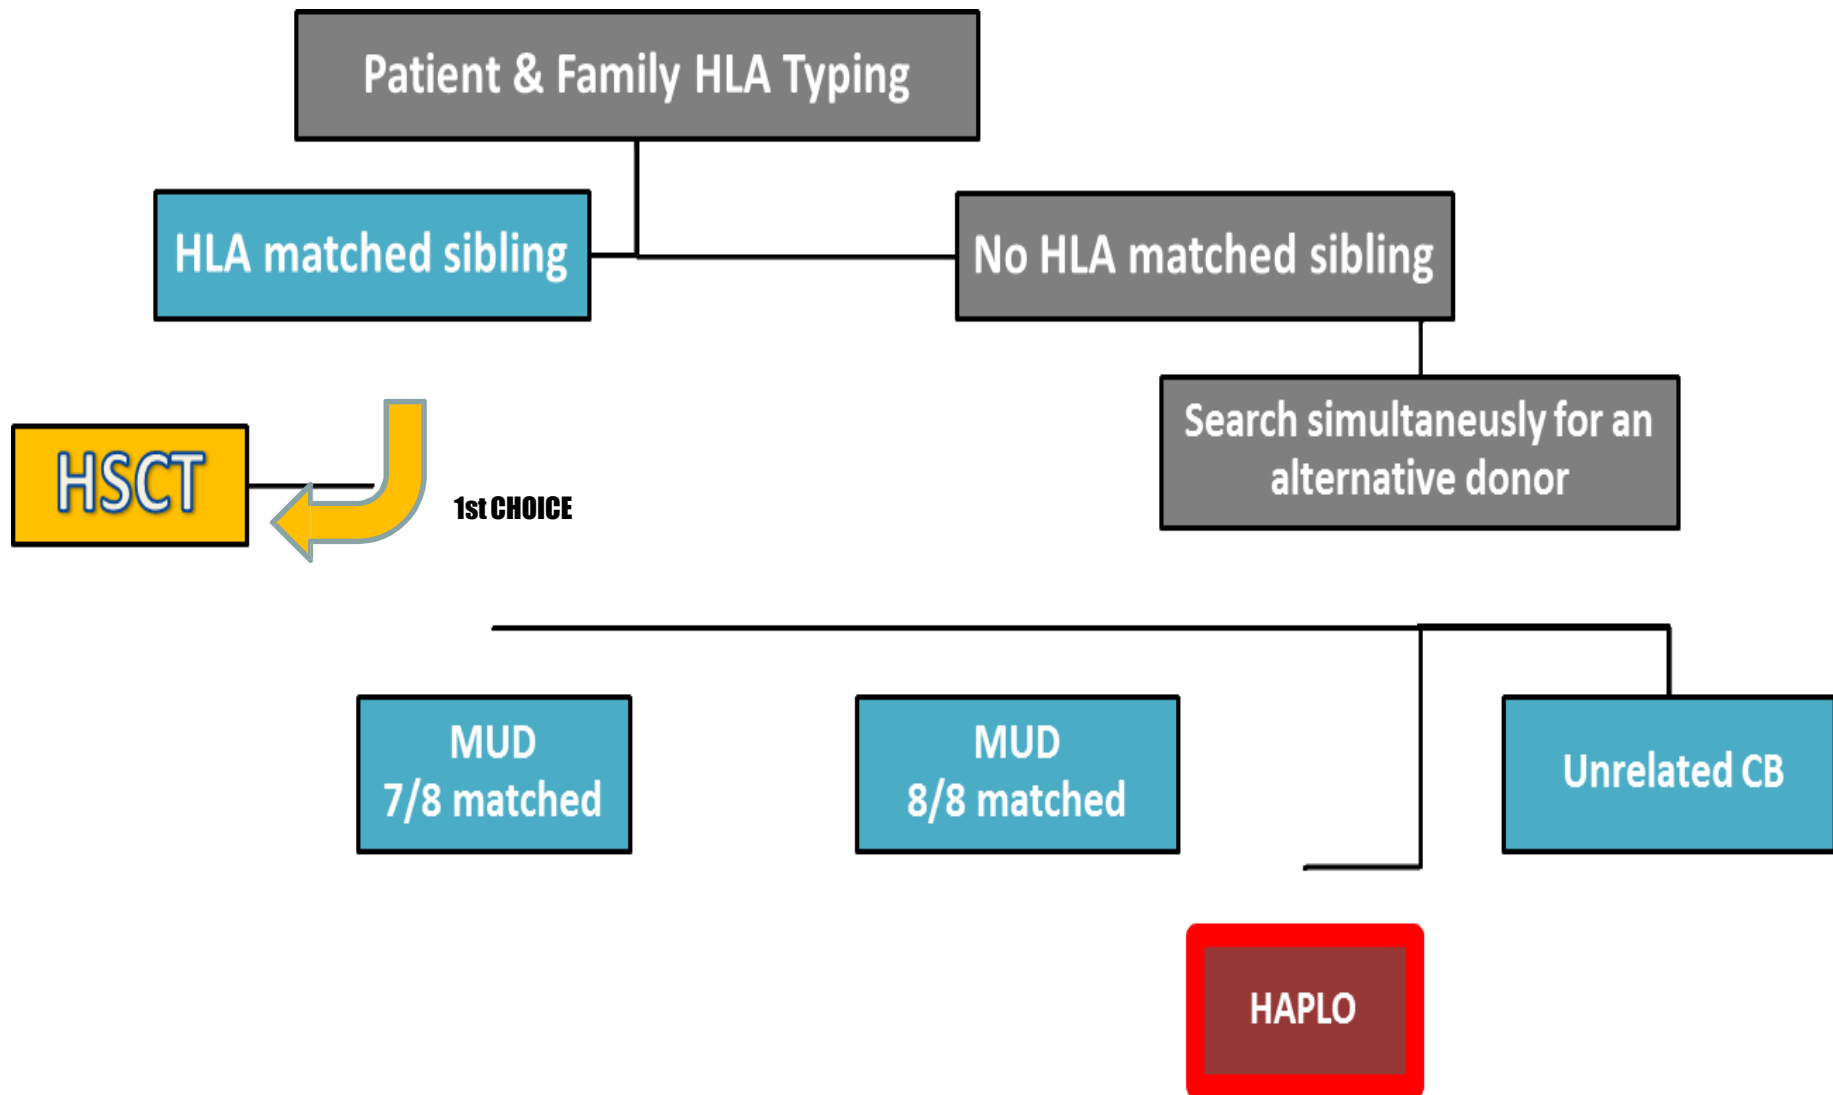 Patient & Family HLA Typing
HLA matched sibling
No HLA matched sibling
Search simultaneusly for an
alternative donor
HSCT
1st CHOICE
MUD
7/8 matched
MUD
8/8 matched
Unrelated CB
HAPLO